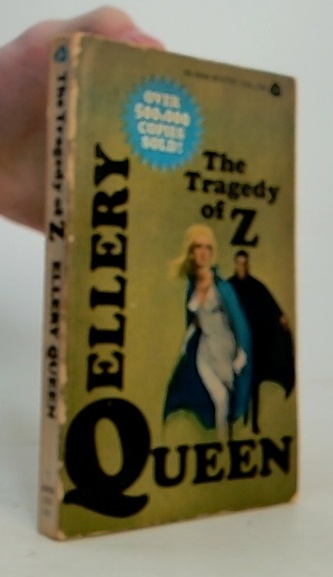 OVER
500,000
COPIES
SOLD!
The
Tragedy
of Z
ELLERY
QUEEN
The Tragedy of Z ELLERY QUEEN